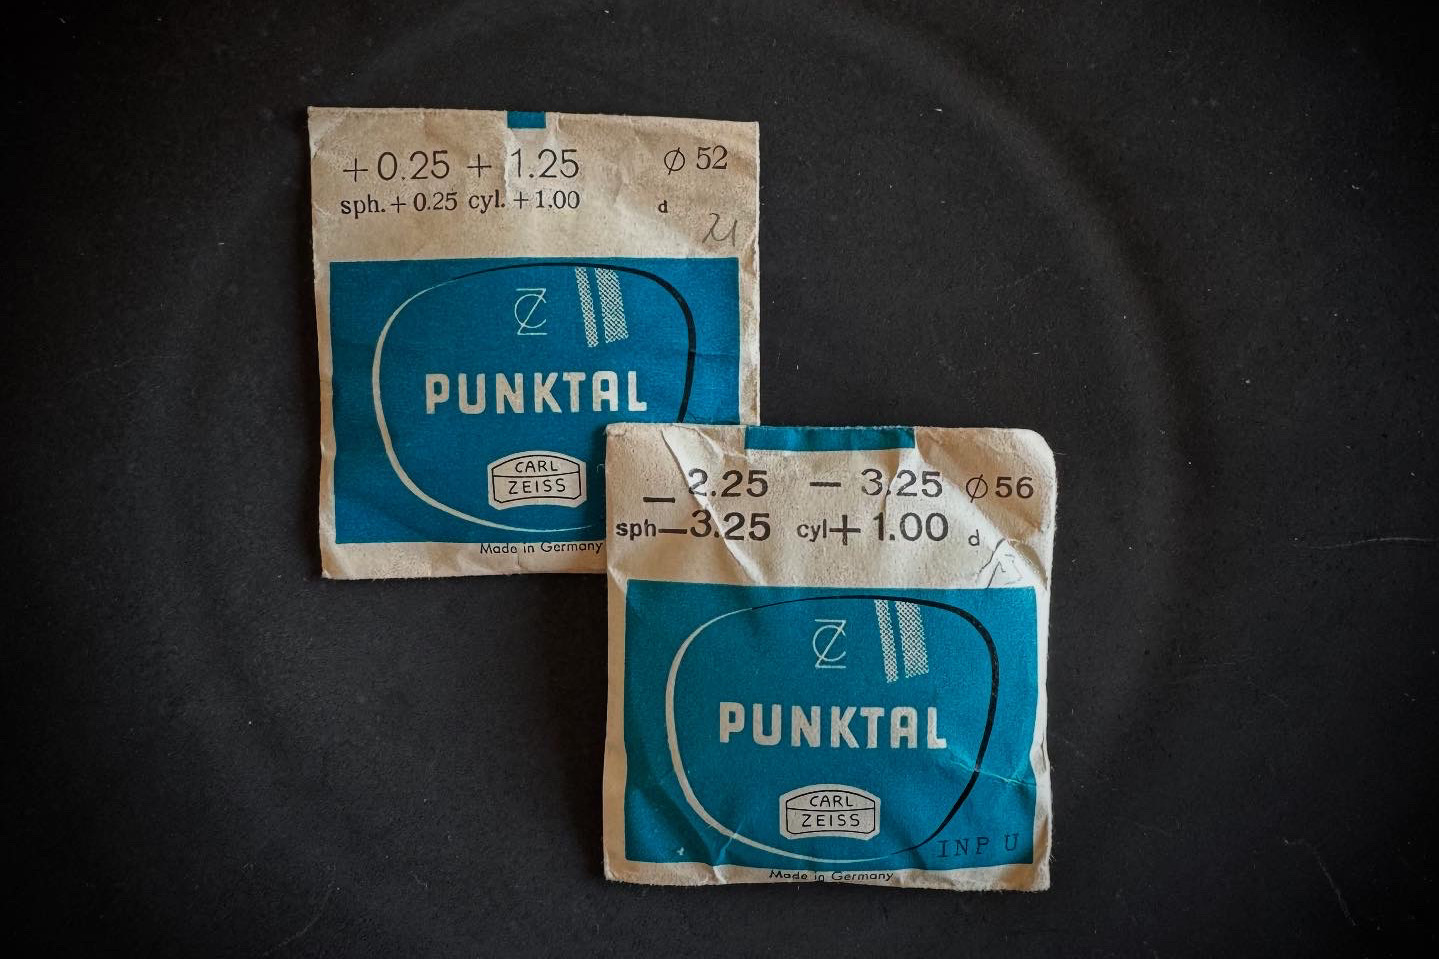 + 0.25 + 1.25 ∅ 52
sph. + 0.25 cyl. + 1.00 d
PUNKTAL
CARL
ZEISS
Made in Germany
− 2.25 − 3.25 ∅ 56
sph − 3.25 cyl + 1.00 d
PUNKTAL
CARL
ZEISS
INP U
Made in Germany